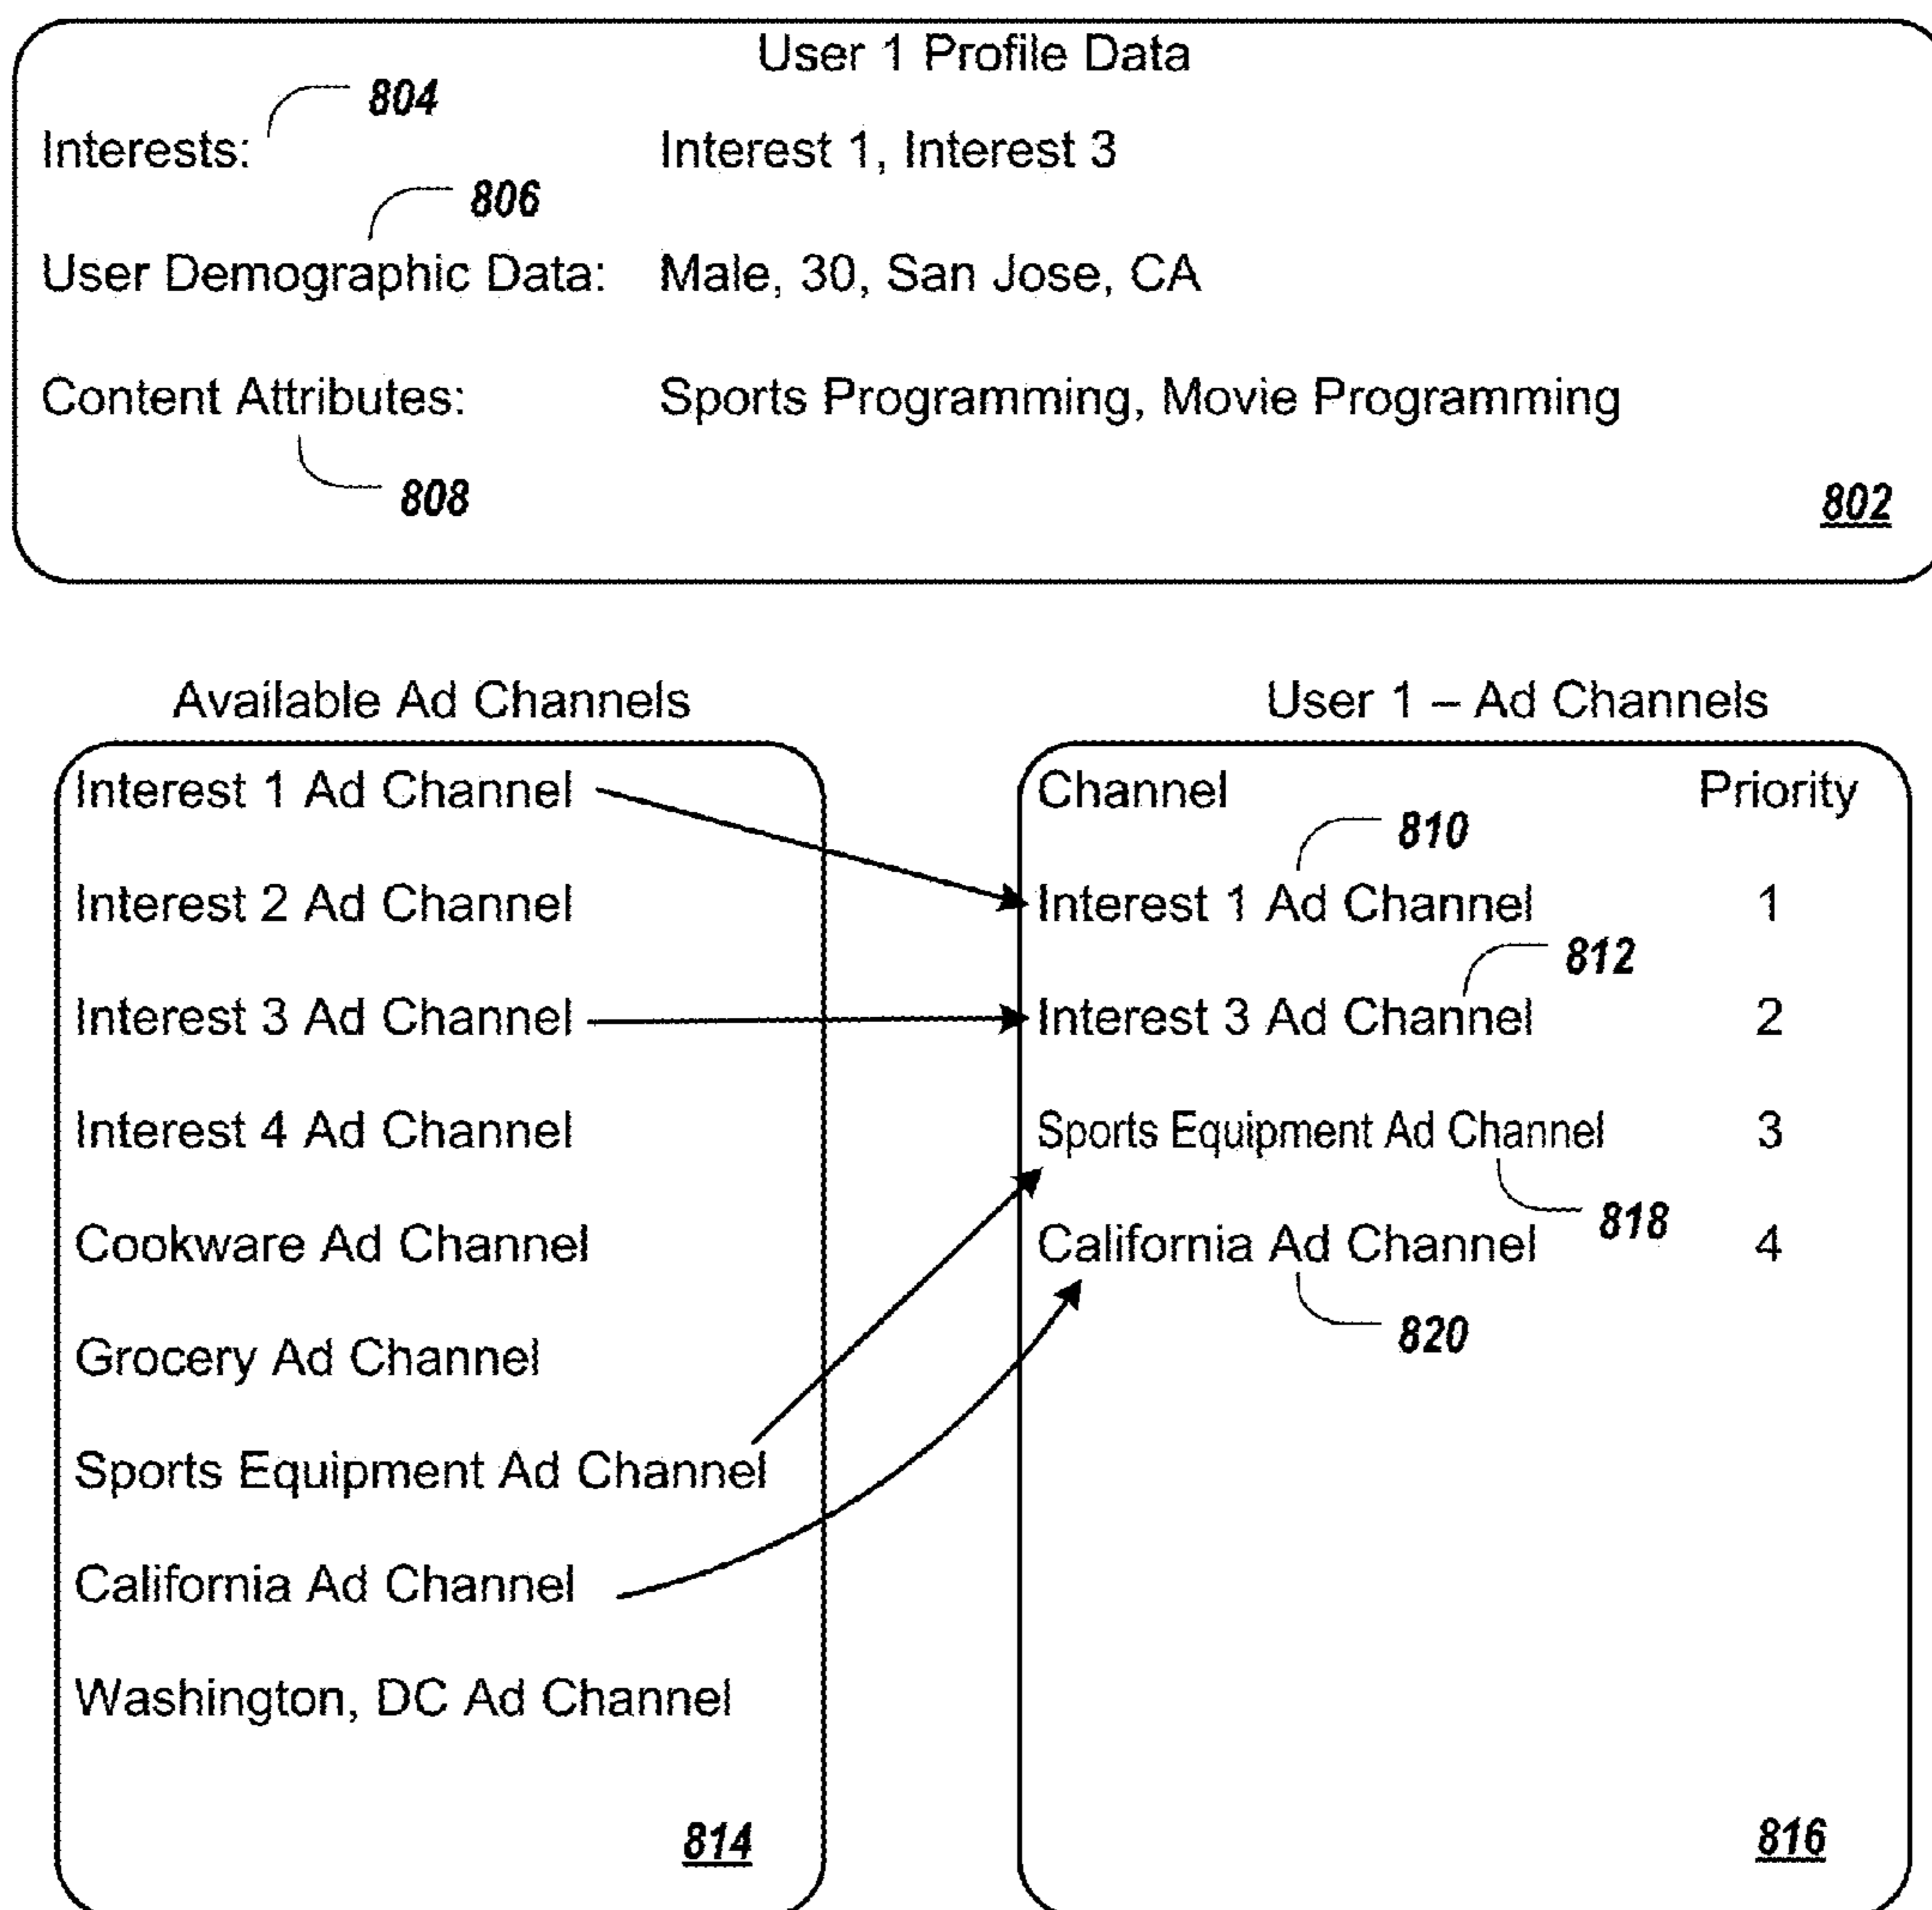 User 1 Profile Data
804
Interests: Interest 1, Interest 3
806
User Demographic Data: Male, 30, San Jose, CA
Content Attributes: Sports Programming, Movie Programming
808
802
Available Ad Channels
Interest 1 Ad Channel
Interest 2 Ad Channel
Interest 3 Ad Channel
Interest 4 Ad Channel
Cookware Ad Channel
Grocery Ad Channel
Sports Equipment Ad Channel
California Ad Channel
Washington, DC Ad Channel
814
User 1 – Ad Channels
Channel Priority
810
Interest 1 Ad Channel 1
812
Interest 3 Ad Channel 2
Sports Equipment Ad Channel 3
818
California Ad Channel 4
820
816